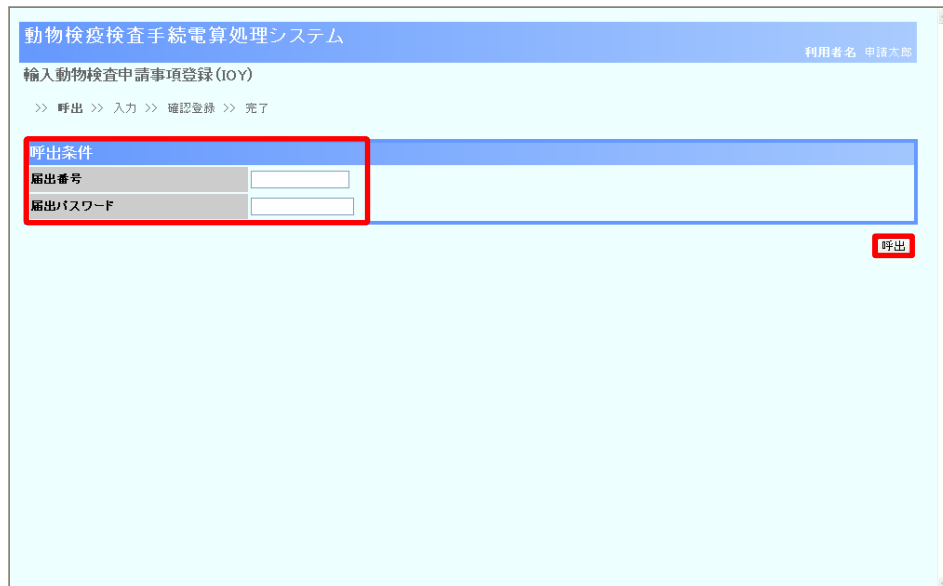 動物検疫検査手続電算処理システム
利用者名 申請太郎
輸入動物検査申請事項登録(IOY)
>> 呼出 >> 入力 >> 確認登録 >> 完了
呼出条件
届出番号
届出パスワード
呼出